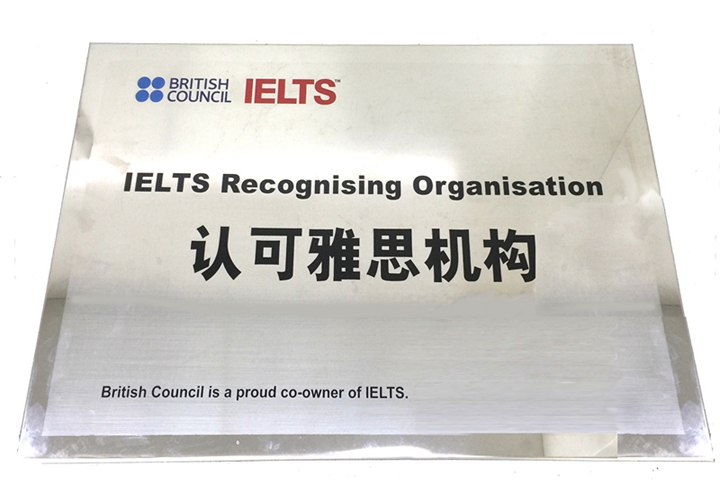 BRITISH
COUNCIL
IELTS™
IELTS Recognising Organisation
认可雅思机构
British Council is a proud co-owner of IELTS.